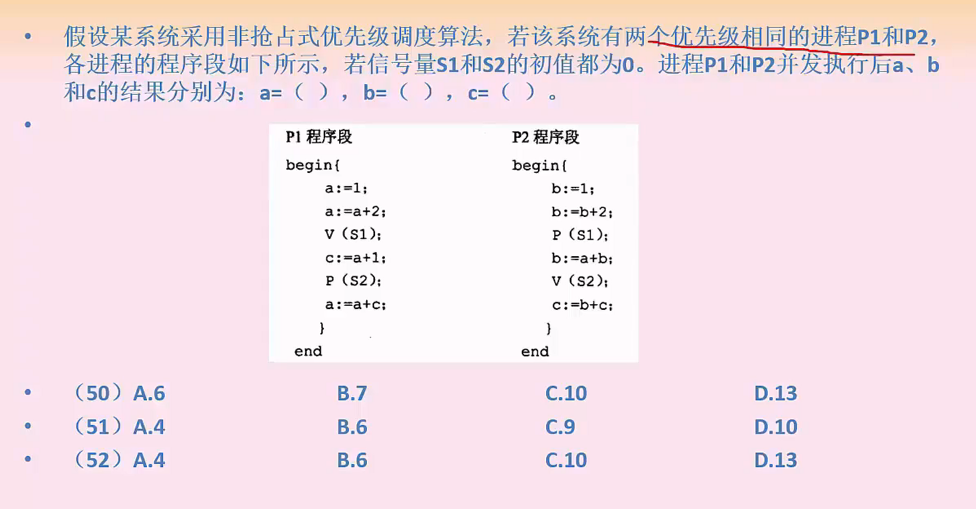 • 假设某系统采用非抢占式优先级调度算法，若该系统有两个优先级相同的进程P1和P2，
各进程的程序段如下所示，若信号量S1和S2的初值都为0。进程P1和P2并发执行后a、b
和c的结果分别为：a=（ ），b=（ ），c=（ ）。
•
P1 程序段 P2 程序段
begin{ begin{
a:=1; b:=1;
a:=a+2; b:=b+2;
V（S1); P（S1);
c:=a+1; b:=a+b;
P（S2); V（S2);
a:=a+c; c:=b+c;
} }
end end
• （50）A.6 B.7 C.10 D.13
• （51）A.4 B.6 C.9 D.10
• （52）A.4 B.6 C.10 D.13